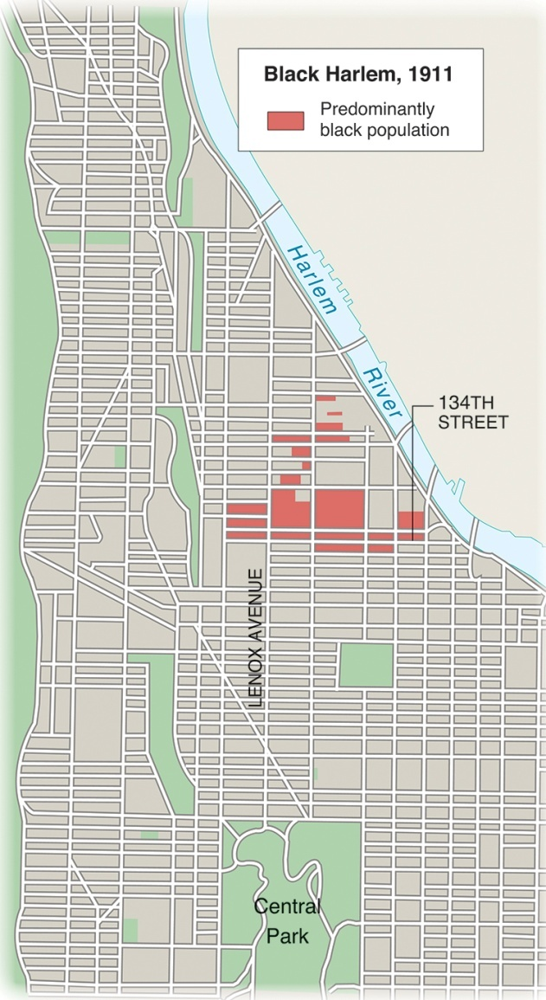 Black Harlem, 1911
Predominantly
black population
Harlem
River
134TH
STREET
LENOX AVENUE
Central
Park